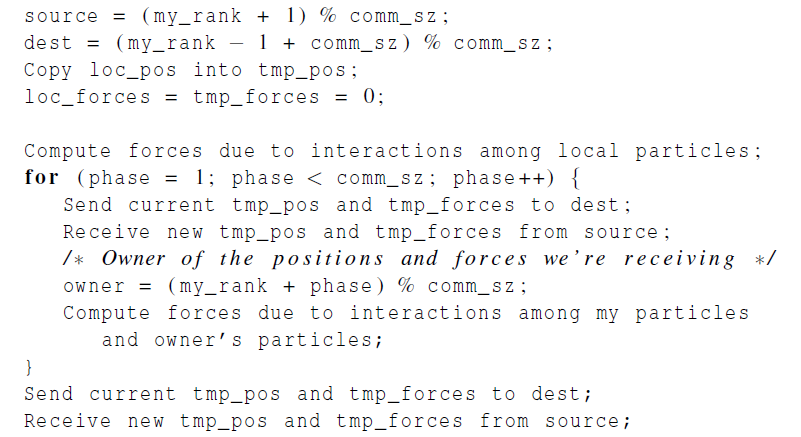 source = (my_rank + 1) % comm_sz;
dest = (my_rank − 1 + comm_sz) % comm_sz;
Copy loc_pos into tmp_pos;
loc_forces = tmp_forces = 0;

Compute forces due to interactions among local particles;
for (phase = 1; phase < comm_sz; phase++) {
   Send current tmp_pos and tmp_forces to dest;
   Receive new tmp_pos and tmp_forces from source;
   /* Owner of the positions and forces we're receiving */
   owner = (my_rank + phase) % comm_sz;
   Compute forces due to interactions among my particles
      and owner's particles;
}
Send current tmp_pos and tmp_forces to dest;
Receive new tmp_pos and tmp_forces from source;